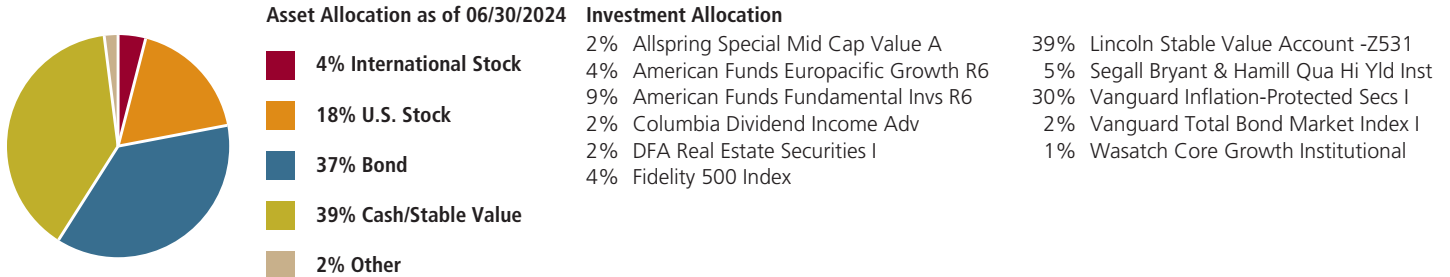 Asset Allocation as of 06/30/2024
4% International Stock
18% U.S. Stock
37% Bond
39% Cash/Stable Value
2% Other
Investment Allocation
2% Allspring Special Mid Cap Value A
4% American Funds Europacific Growth R6
9% American Funds Fundamental Invs R6
2% Columbia Dividend Income Adv
2% DFA Real Estate Securities I
4% Fidelity 500 Index
39% Lincoln Stable Value Account -Z531
5% Segall Bryant & Hamill Qua Hi Yld Inst
30% Vanguard Inflation-Protected Secs I
2% Vanguard Total Bond Market Index I
1% Wasatch Core Growth Institutional